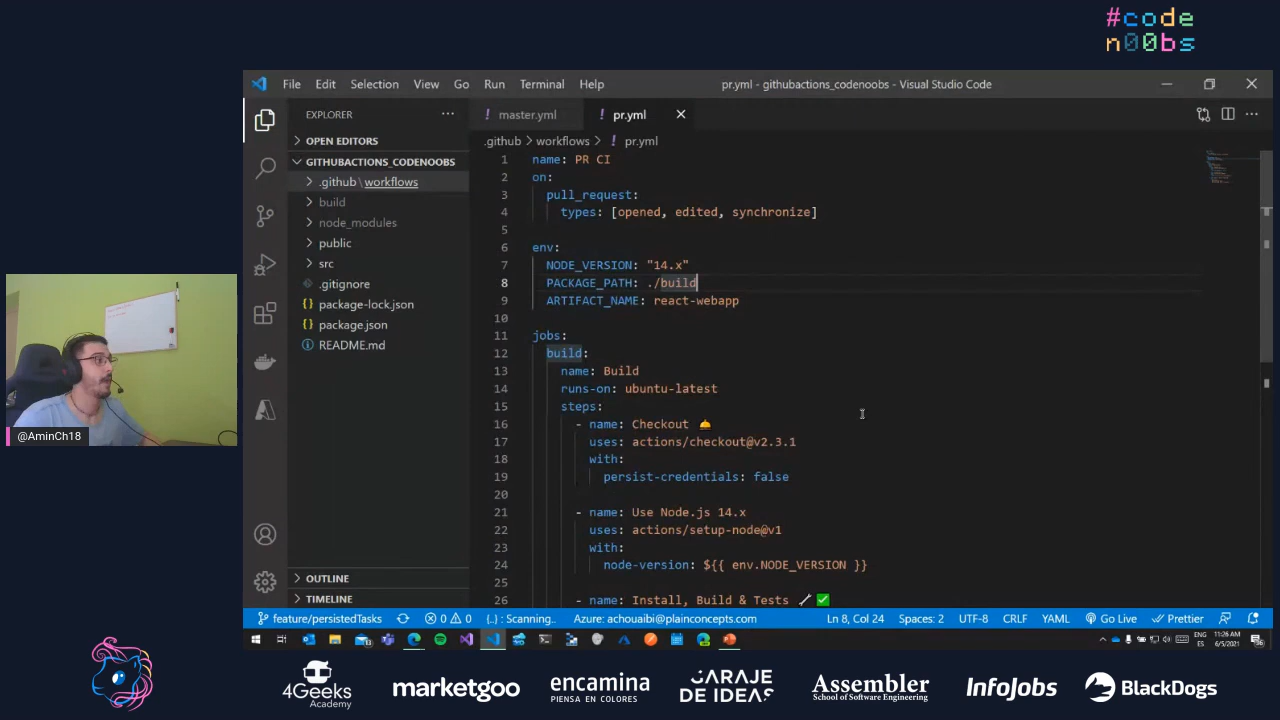 #code
n00bs
File Edit Selection View Go Run Terminal Help
pr.yml - githubactions_codenoobs - Visual Studio Code
EXPLORER
master.yml
pr.yml
OPEN EDITORS
.github > workflows > ! pr.yml
GITHUBACTIONS_CODENOOBS
.github\workflows
build
node_modules
public
src
.gitignore
package-lock.json
package.json
README.md
OUTLINE
TIMELINE
1 name: PR CI
2 on:
3 pull_request:
4 types: [opened, edited, synchronize]
5
6 env:
7 NODE_VERSION: "14.x"
8 PACKAGE_PATH: ./build
9 ARTIFACT_NAME: react-webapp
10
11 jobs:
12 build:
13 name: Build
14 runs-on: ubuntu-latest
15 steps:
16 - name: Checkout 🛎️
17 uses: actions/checkout@v2.3.1
18 with:
19 persist-credentials: false
20
21 - name: Use Node.js 14.x
22 uses: actions/setup-node@v1
23 with:
24 node-version: ${{ env.NODE_VERSION }}
25
26 - name: Install, Build & Tests 🔧 ✅
@AminCh18
feature/persistedTasks 0 0 {..} : Scanning.. Azure: achouaibi@plainconcepts.com Ln 8, Col 24 Spaces: 2 UTF-8 CRLF YAML Go Live Prettier
ENG
ES
11:26 AM
6/5/2021
4Geeks
Academy
marketgoo
encamina
PIENSA EN COLORES
GARAJE
DE IDEAS
Assembler
School of Software Engineering
InfoJobs
BlackDogs